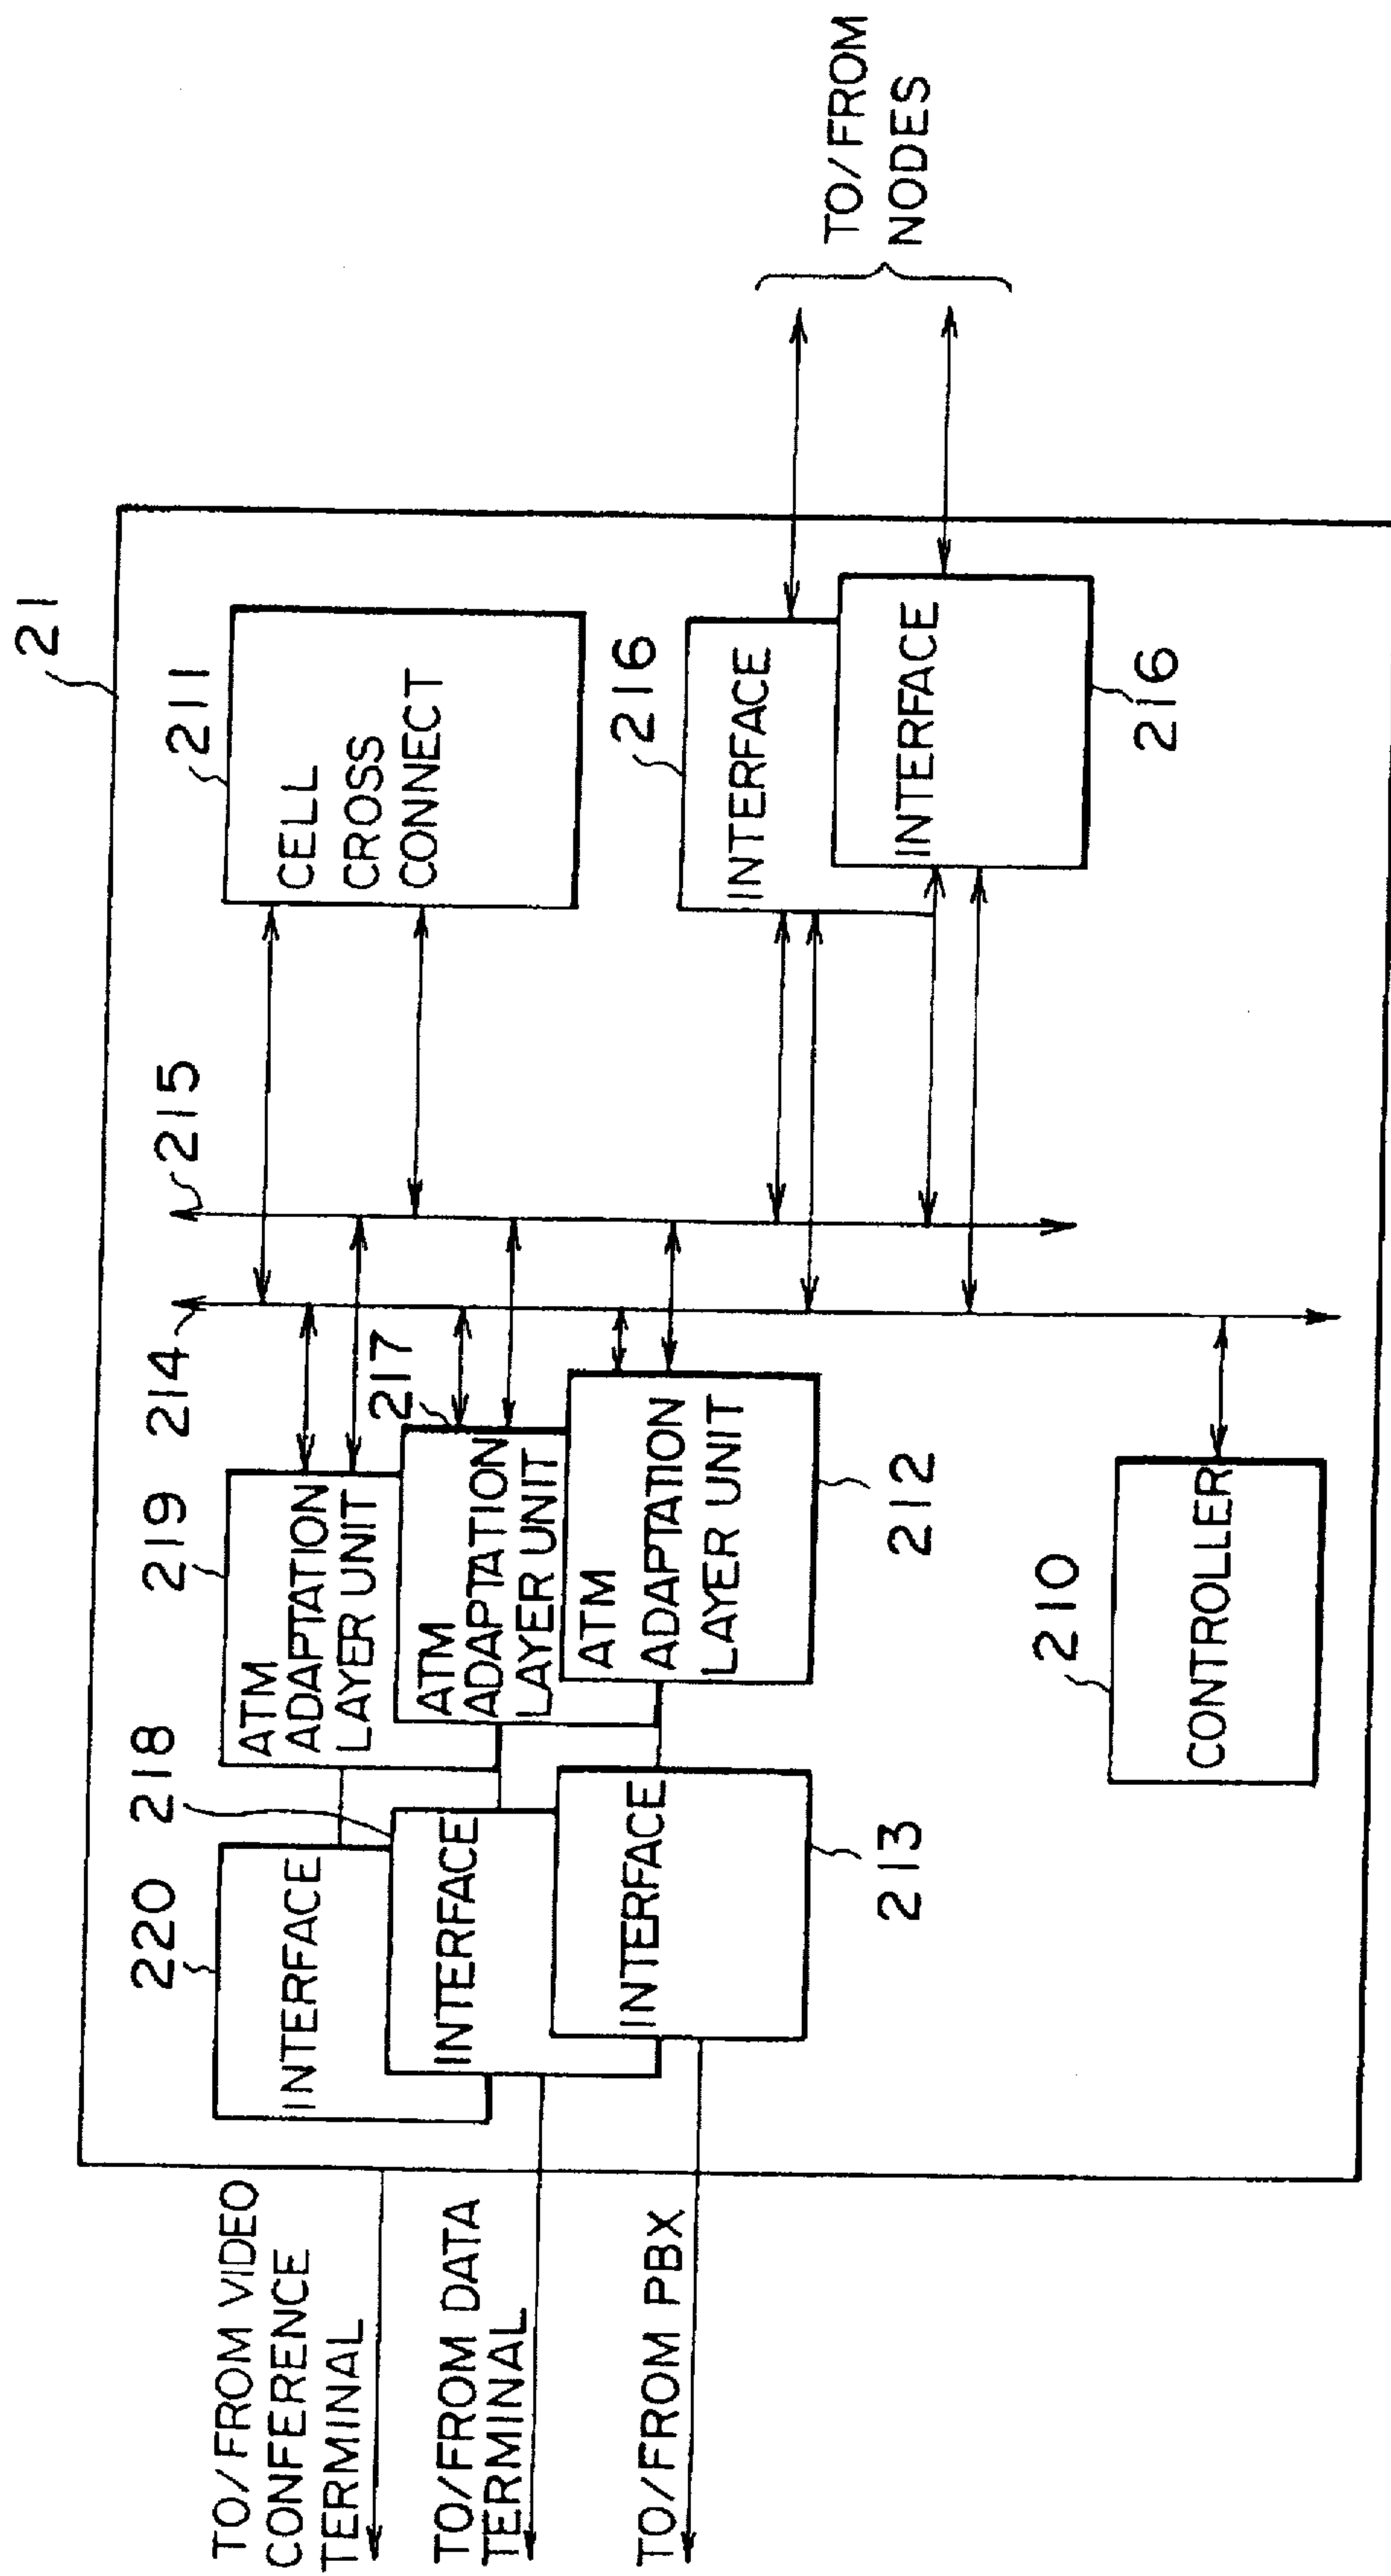 21
TO/FROM VIDEO
CONFERENCE
TERMINAL
TO/FROM DATA
TERMINAL
TO/FROM PBX
220
INTERFACE
218
INTERFACE
INTERFACE
213
219
ATM
ADAPTATION
LAYER UNIT
217
ATM
ADAPTATION
LAYER UNIT
ATM
ADAPTATION
LAYER UNIT
212
210
CONTROLLER
214
215
211
CELL
CROSS
CONNECT
216
INTERFACE
INTERFACE
216
TO/FROM
NODES